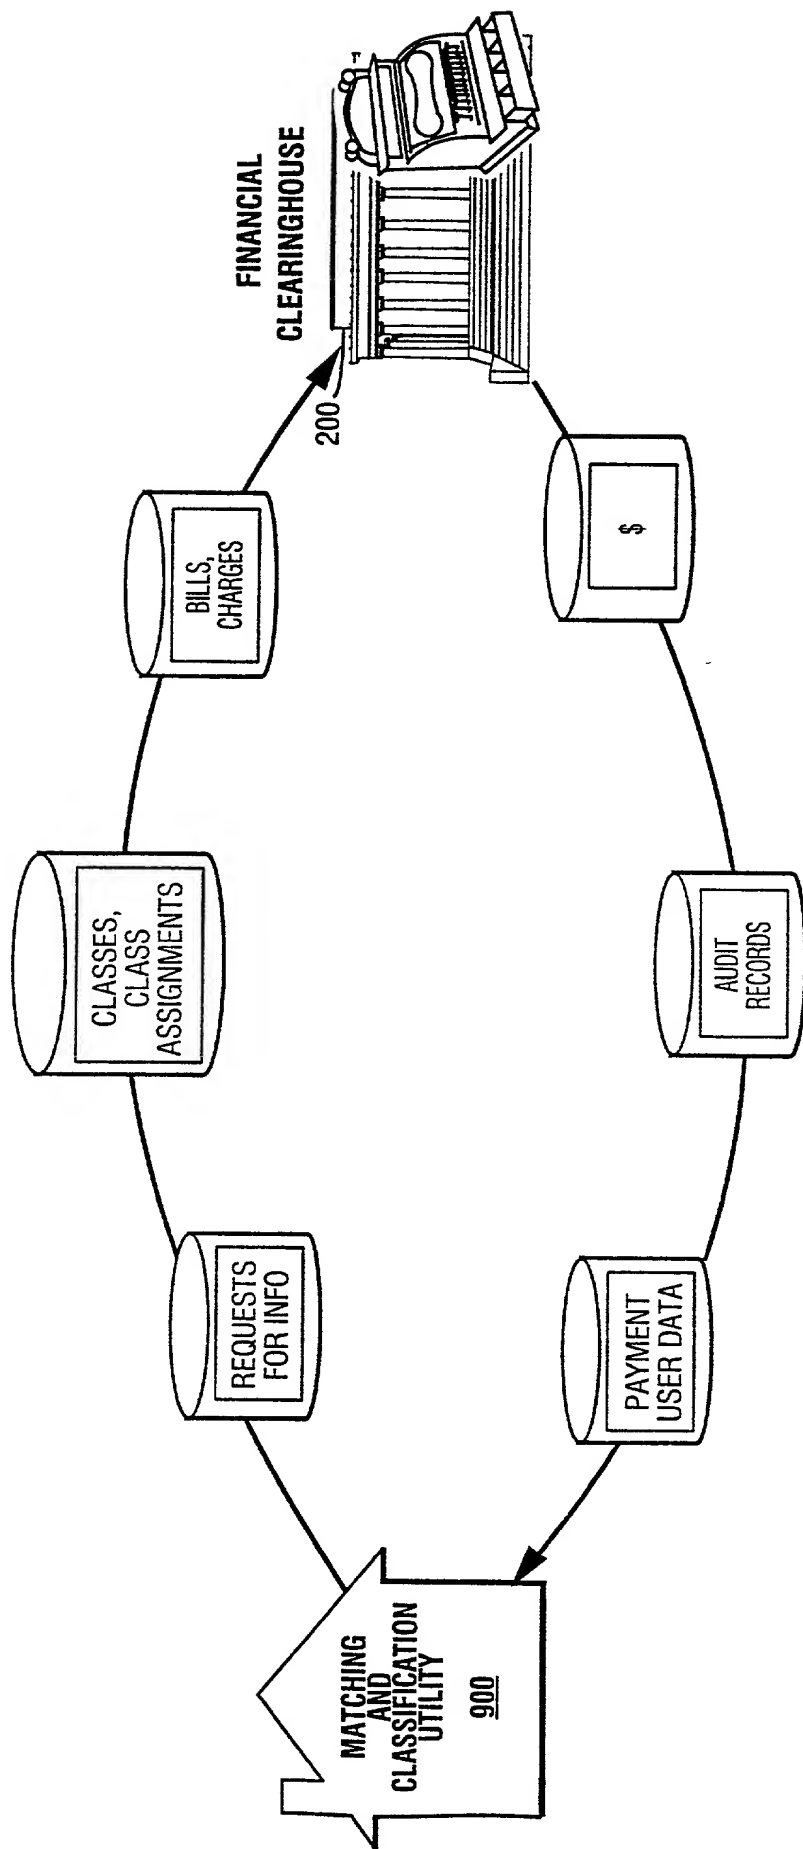 FINANCIAL
CLEARINGHOUSE
200
BILLS,
CHARGES
CLASSES,
CLASS
ASSIGNMENTS
REQUESTS
FOR INFO
MATCHING
AND
CLASSIFICATION
UTILITY
900
PAYMENT
USER DATA
AUDIT
RECORDS
$